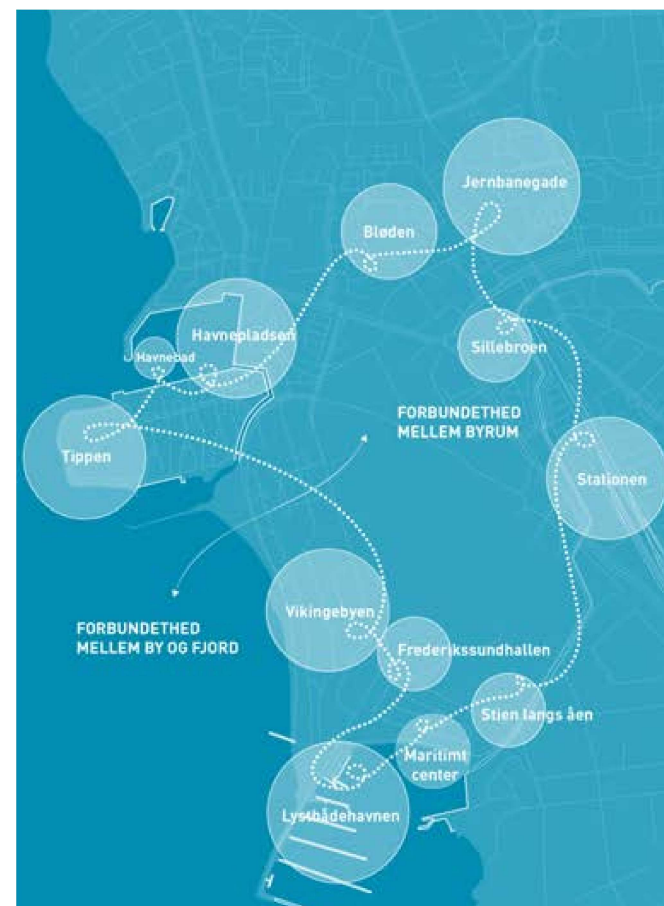 Jernbanegade
Bløden
Havnepladsen
Havnebad
Sillebroen
FORBUNDETHED
MELLEM BYRUM
Tippen
Stationen
Vikingebyen
FORBUNDETHED
MELLEM BY OG FJORD
Frederikssundhallen
Stien langs åen
Maritimt
center
Lystbådehavnen